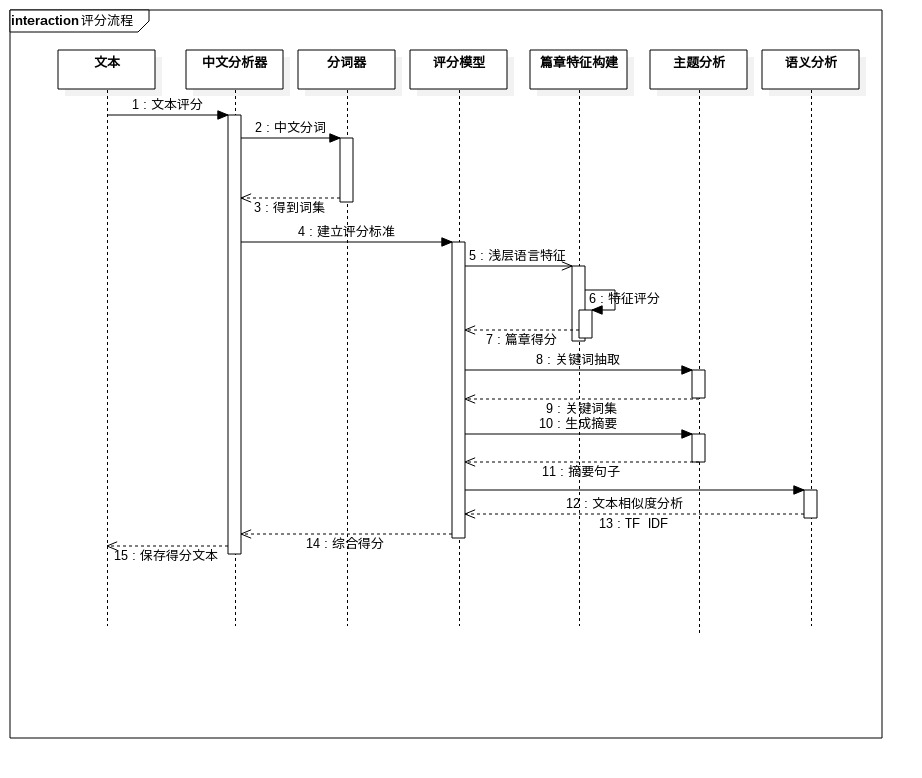 interaction 评分流程
文本 中文分析器 分词器 评分模型 篇章特征构建 主题分析 语义分析
1 : 文本评分
2 : 中文分词
3 : 得到词集
4 : 建立评分标准
5 : 浅层语言特征
6 : 特征评分
7 : 篇章得分
8 : 关键词抽取
9 : 关键词集
10 : 生成摘要
11 : 摘要句子
12 : 文本相似度分析
13 : TF IDF
14 : 综合得分
15 : 保存得分文本